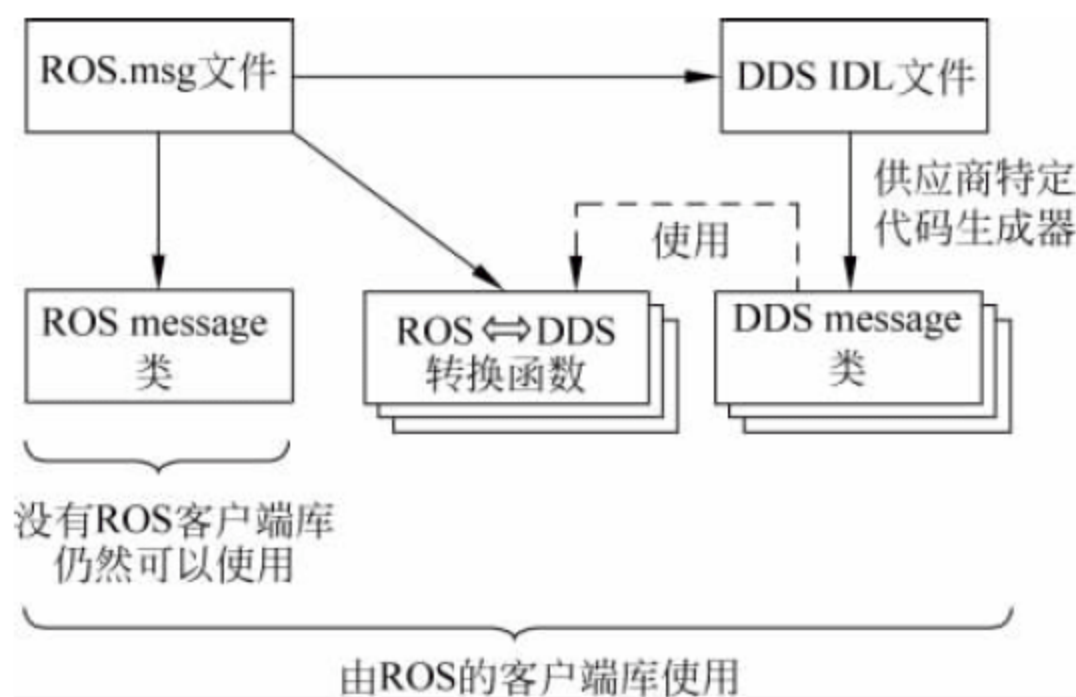 ROS.msg文件
DDS IDL文件
供应商特定
代码生成器
使用
ROS message
类
ROS⇔DDS
转换函数
DDS message
类
没有ROS客户端库
仍然可以使用
由ROS的客户端库使用